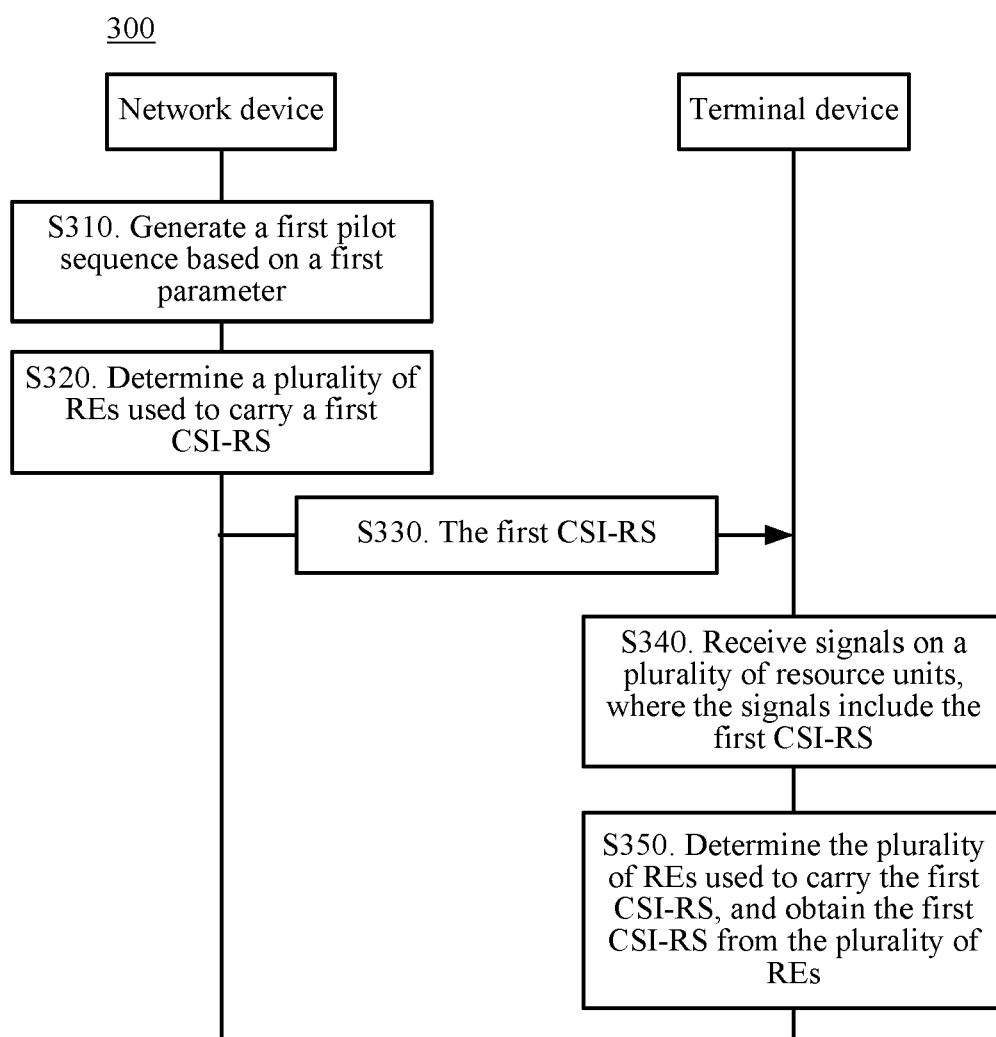 300
Network device
Terminal device
S310. Generate a first pilot
sequence based on a first
parameter
S320. Determine a plurality of
REs used to carry a first
CSI-RS
S330. The first CSI-RS
S340. Receive signals on a
plurality of resource units,
where the signals include the
first CSI-RS
S350. Determine the plurality
of REs used to carry the first
CSI-RS, and obtain the first
CSI-RS from the plurality of
REs